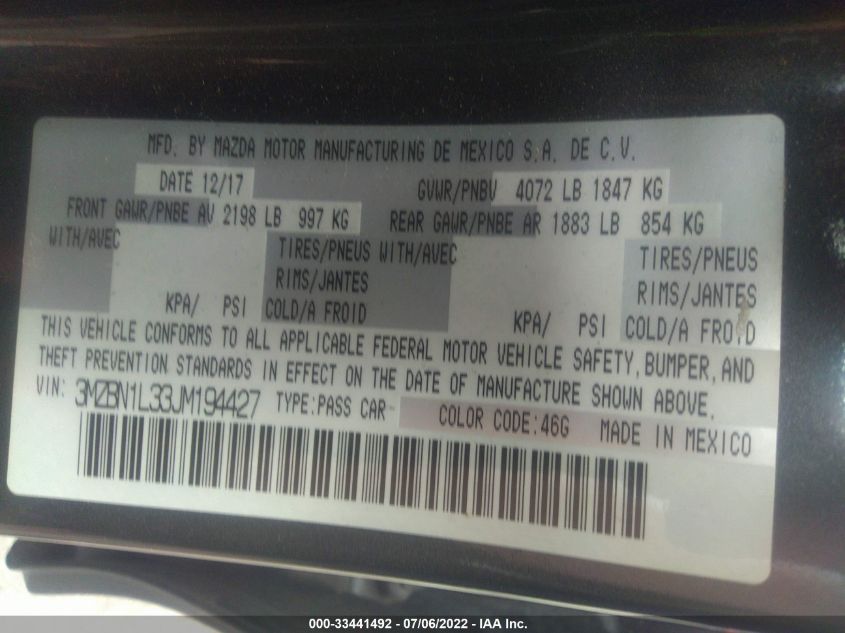 MFD. BY MAZDA MOTOR MANUFACTURING DE MEXICO S.A. DE C.V.
DATE 12/17 GVWR/PNBV 4072 LB 1847 KG
FRONT GAWR/PNBE AV 2198 LB 997 KG REAR GAWR/PNBE AR 1883 LB 854 KG
WITH/AVEC TIRES/PNEUS WITH/AVEC TIRES/PNEUS
RIMS/JANTES RIMS/JANTES
KPA/ PSI COLD/A FROID KPA/ PSI COLD/A FROID
THIS VEHICLE CONFORMS TO ALL APPLICABLE FEDERAL MOTOR VEHICLE SAFETY, BUMPER, AND
THEFT PREVENTION STANDARDS IN EFFECT ON THE DATE OF MANUFACTURE SHOWN ABOVE.
VIN: 3MZBN1L33JM194427 TYPE:PASS CAR COLOR CODE:46G MADE IN MEXICO
000-33441492 - 07/06/2022 - IAA Inc.